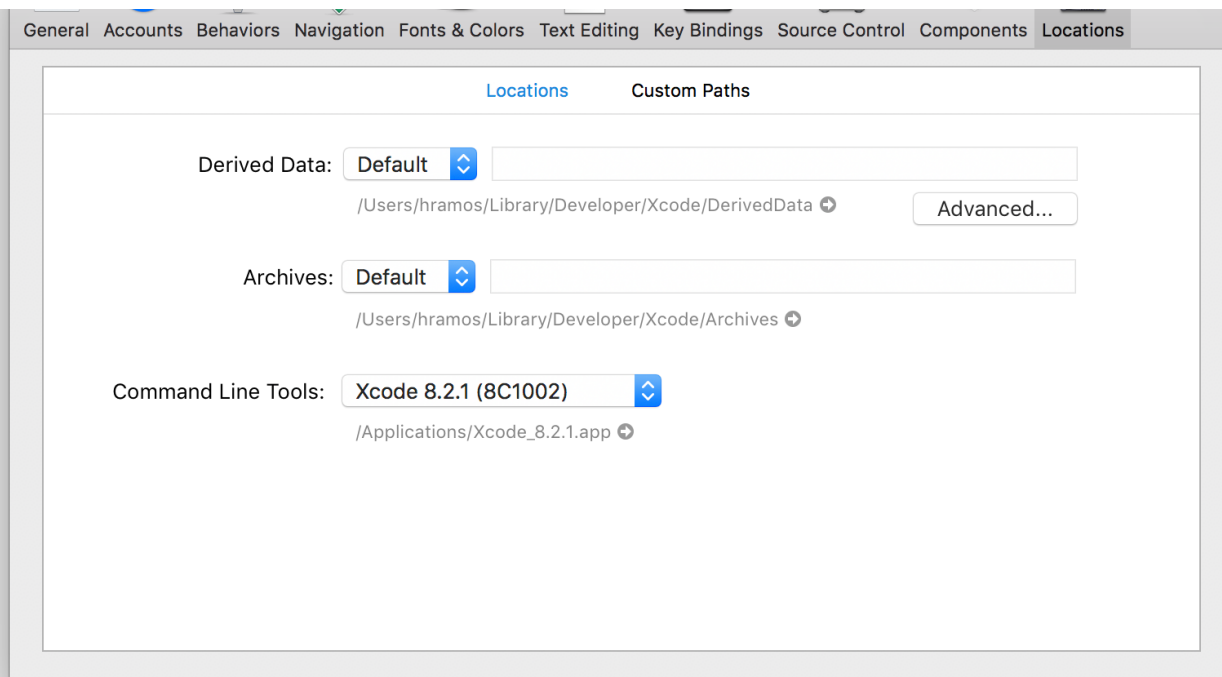 General Accounts Behaviors Navigation Fonts & Colors Text Editing Key Bindings Source Control Components Locations
Locations Custom Paths
Derived Data: Default
/Users/hramos/Library/Developer/Xcode/DerivedData
Advanced...
Archives: Default
/Users/hramos/Library/Developer/Xcode/Archives
Command Line Tools: Xcode 8.2.1 (8C1002)
/Applications/Xcode_8.2.1.app